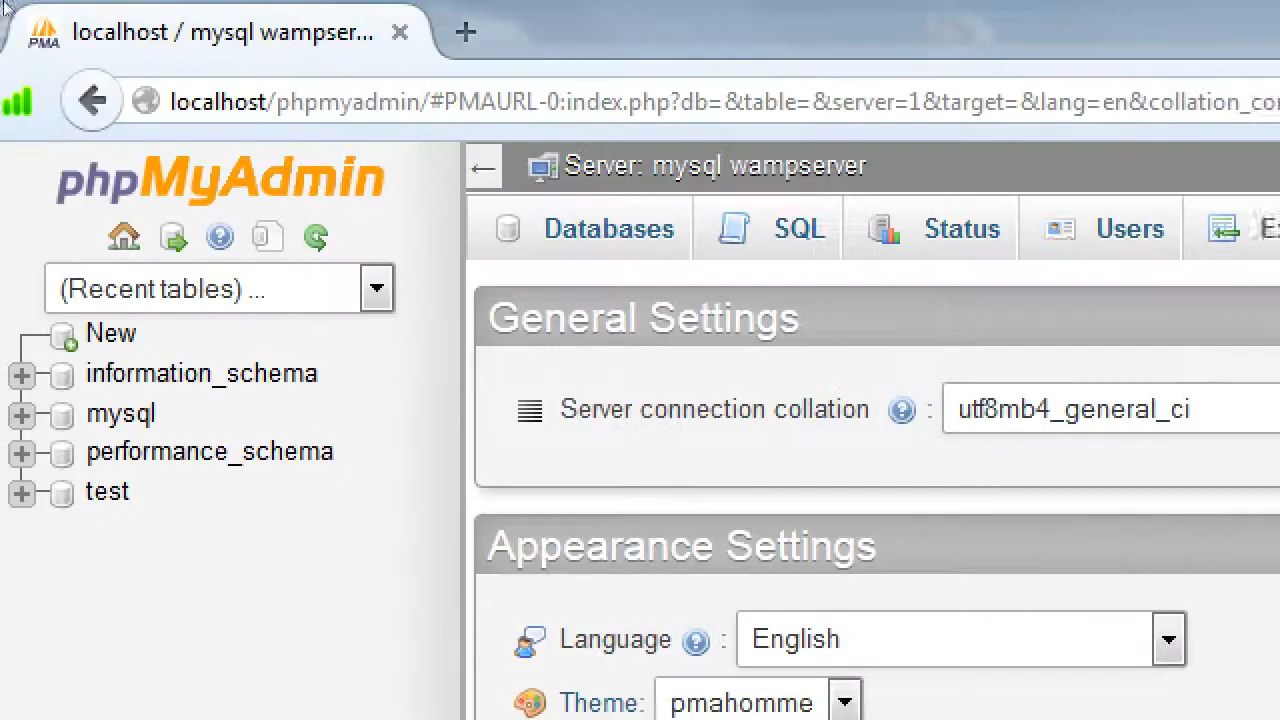 localhost / mysql wampser...
PMA
localhost/phpmyadmin/#PMAURL-0:index.php?db=&table=&server=1&target=&lang=en&collation_co
phpMyAdmin
Server: mysql wampserver
Databases
SQL
Status
Users
(Recent tables) ...
New
information_schema
mysql
performance_schema
test
General Settings
Server connection collation :
utf8mb4_general_ci
Appearance Settings
Language :
English
Theme:
pmahomme